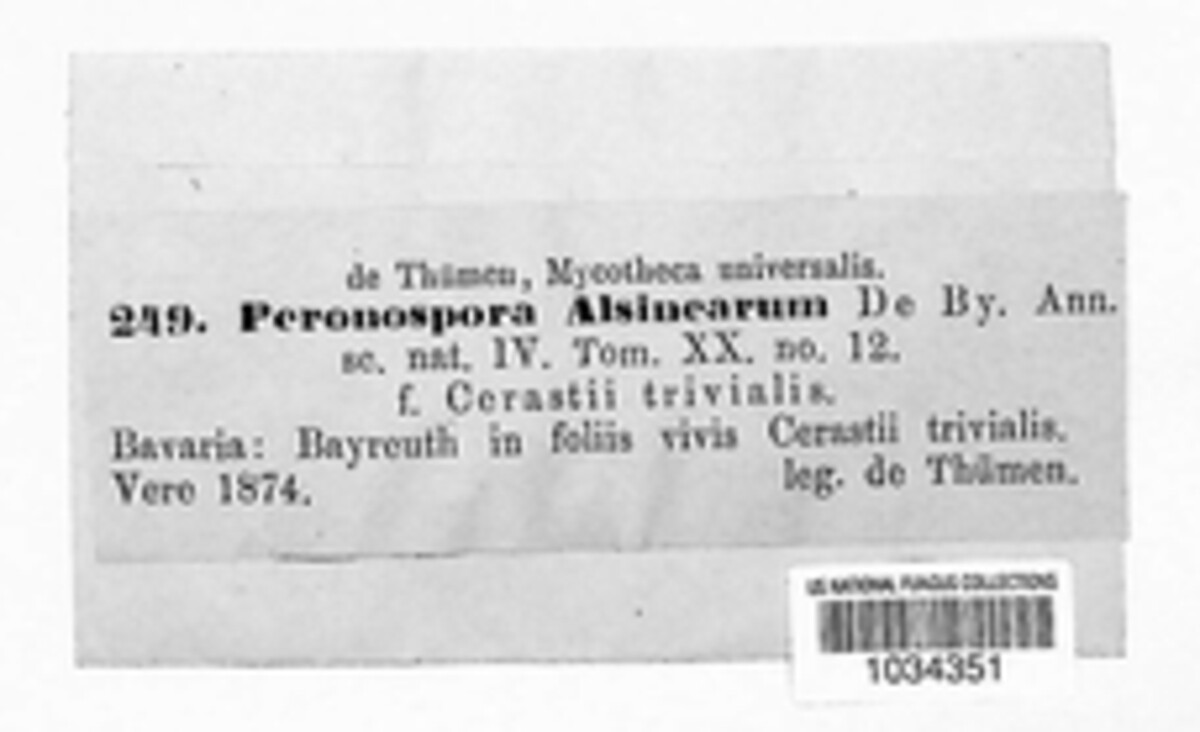 de Thümen, Mycotheca universalis.
249. Peronospora Alsinearum De By. Ann.
sc. nat. IV. Tom. XX. no. 12.
f. Cerastii trivialis.
Bavaria: Bayreuth in foliis vivis Cerastii trivialis.
Vere 1874. leg. de Thümen.
US NATIONAL FUNGUS COLLECTIONS
1034351